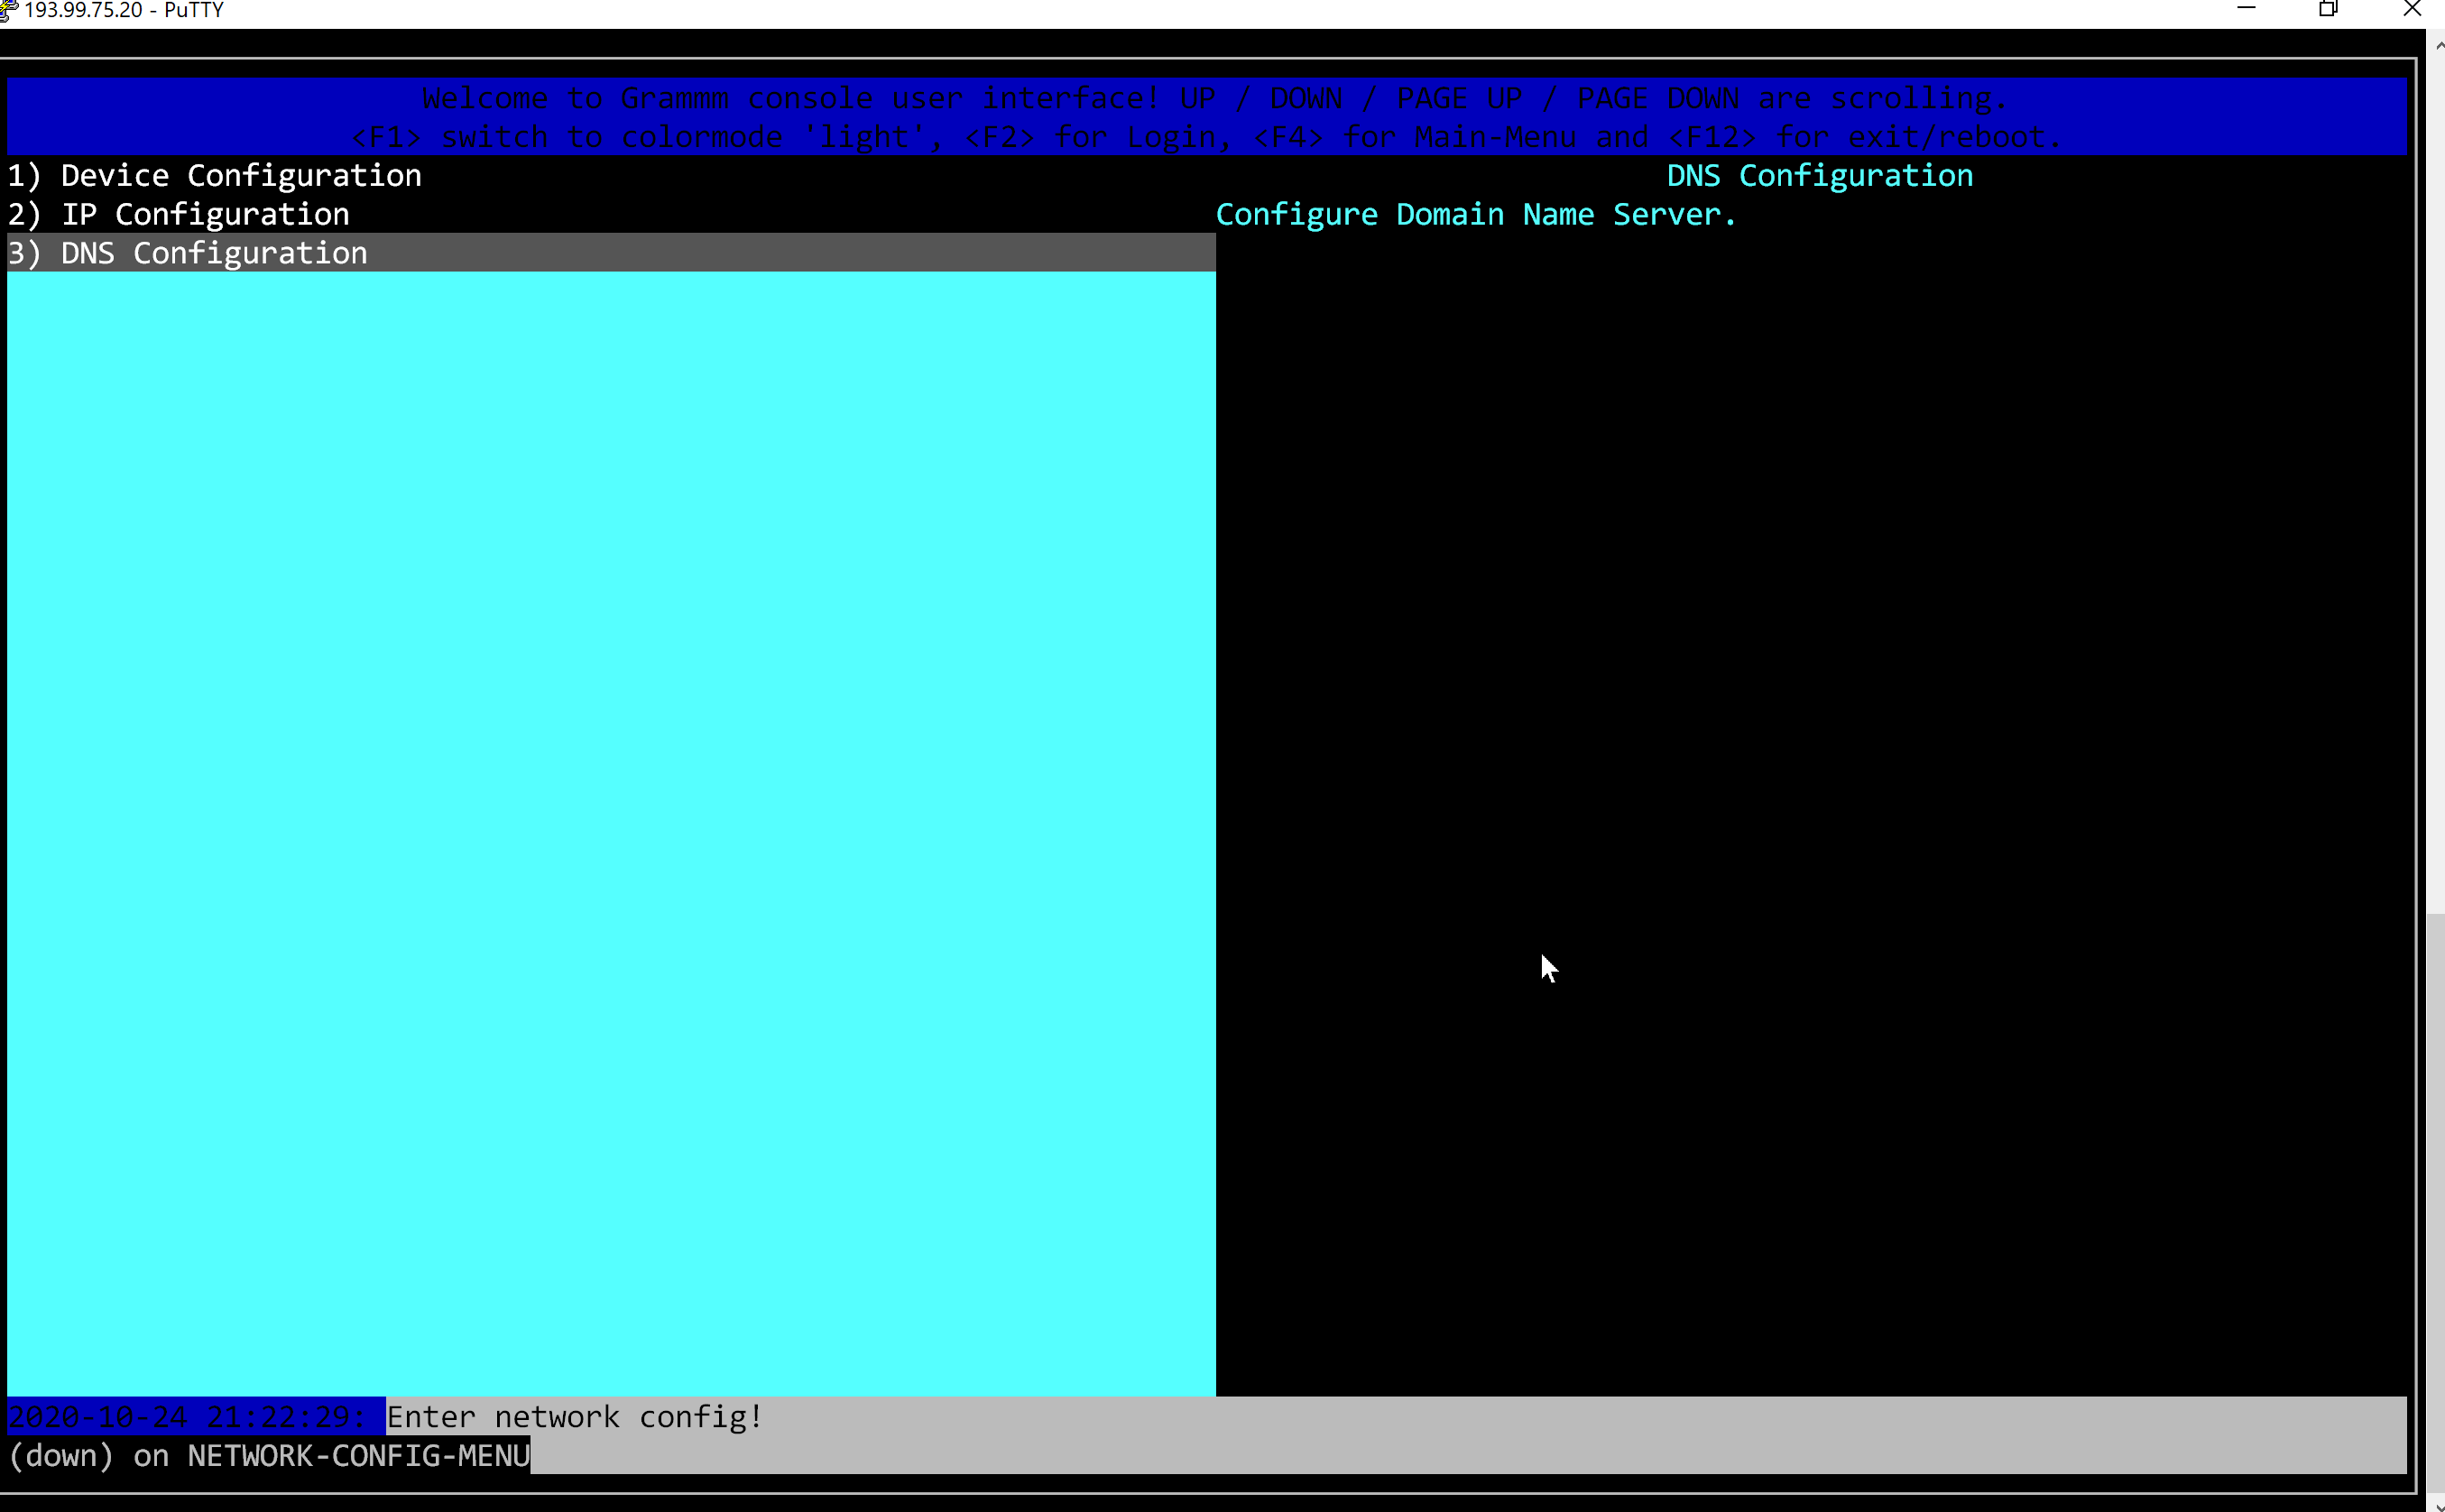 193.99.75.20 - PuTTY
Welcome to Grammm console user interface! UP / DOWN / PAGE UP / PAGE DOWN are scrolling.
<F1> switch to colormode 'light', <F2> for Login, <F4> for Main-Menu and <F12> for exit/reboot.
1) Device Configuration
2) IP Configuration
3) DNS Configuration
DNS Configuration
Configure Domain Name Server.
2020-10-24 21:22:29: Enter network config!
(down) on NETWORK-CONFIG-MENU